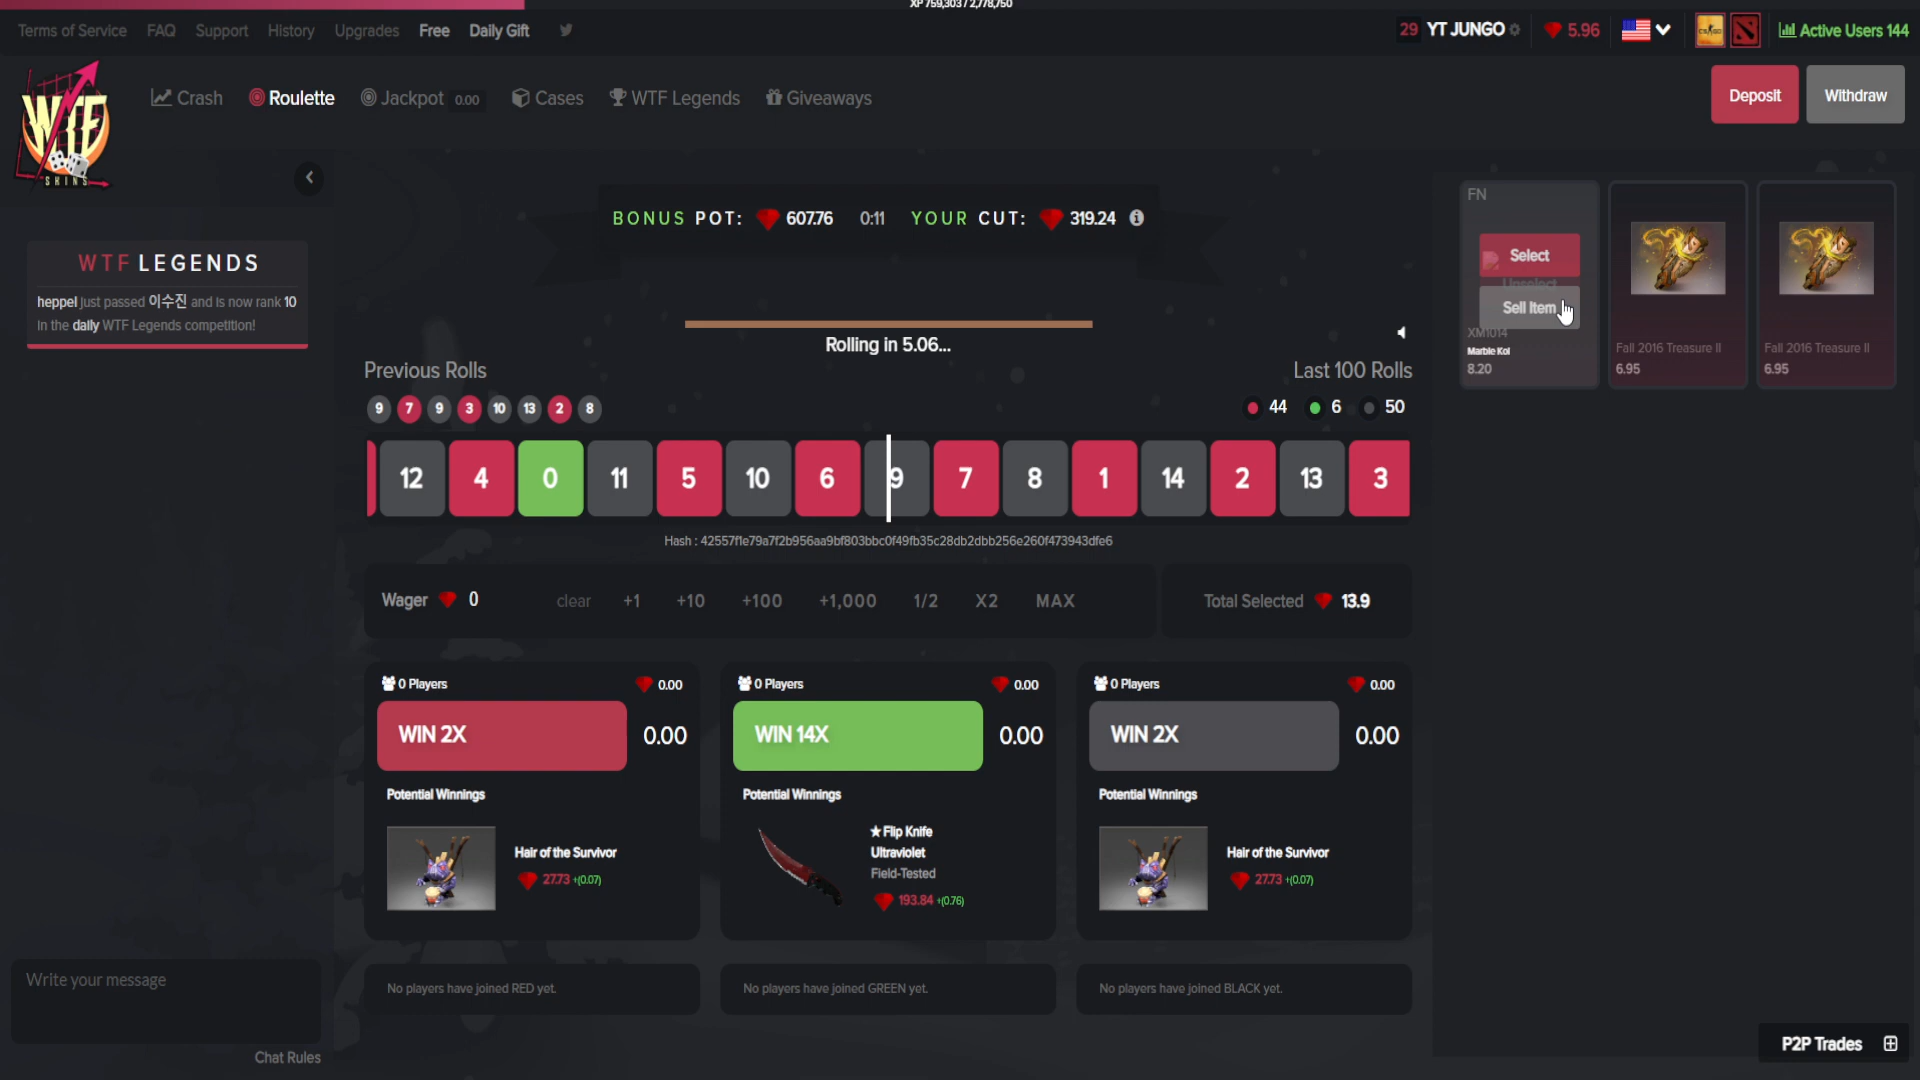 XP 759,303 / 2,778,750
Terms of Service FAQ Support History Upgrades Free Daily Gift
29 YT JUNGO 5.96 Active Users 144
WTF
SKINS
Crash Roulette Jackpot 0.00 Cases WTF Legends Giveaways
Deposit Withdraw
BONUS POT: 607.76 0:11 YOUR CUT: 319.24
WTF LEGENDS
heppel just passed 이수진 and is now rank 10
in the daily WTF Legends competition!
Rolling in 5.06...
Previous Rolls
Last 100 Rolls
9 7 9 3 10 13 2 8
44 6 50
12 4 0 11 5 10 6 9 7 8 1 14 2 13 3
Hash : 42557f1e79a7f2b956aa9bf803bbc0f49fb35c28db2dbb256e260f473943dfe6
Wager 0 clear +1 +10 +100 +1,000 1/2 X2 MAX
Total Selected 13.9
0 Players 0.00
WIN 2X 0.00
Potential Winnings
Hair of the Survivor
27.73 +(0.07)
No players have joined RED yet.
0 Players 0.00
WIN 14X 0.00
Potential Winnings
★ Flip Knife
Ultraviolet
Field-Tested
193.84 +(0.76)
No players have joined GREEN yet.
0 Players 0.00
WIN 2X 0.00
Potential Winnings
Hair of the Survivor
27.73 +(0.07)
No players have joined BLACK yet.
FN
Select
Unselect
Sell Item
XM1014
Marble Koi
8.20
Fall 2016 Treasure II
6.95
Fall 2016 Treasure II
6.95
Write your message
Chat Rules
P2P Trades